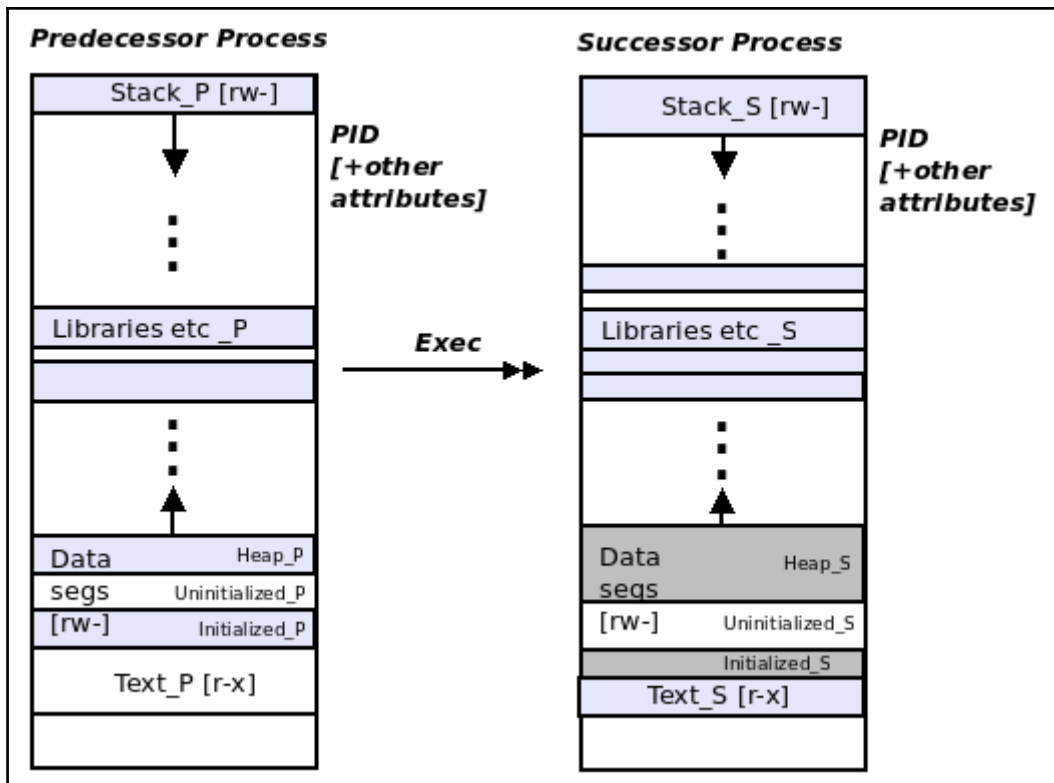 Predecessor Process
Stack_P [rw-]
PID
[+other
attributes]
Libraries etc _P
Data
segs
[rw-]
Heap_P
Uninitialized_P
Initialized_P
Text_P [r-x]
Exec
Successor Process
Stack_S [rw-]
PID
[+other
attributes]
Libraries etc _S
Data
segs
[rw-]
Heap_S
Uninitialized_S
Initialized_S
Text_S [r-x]